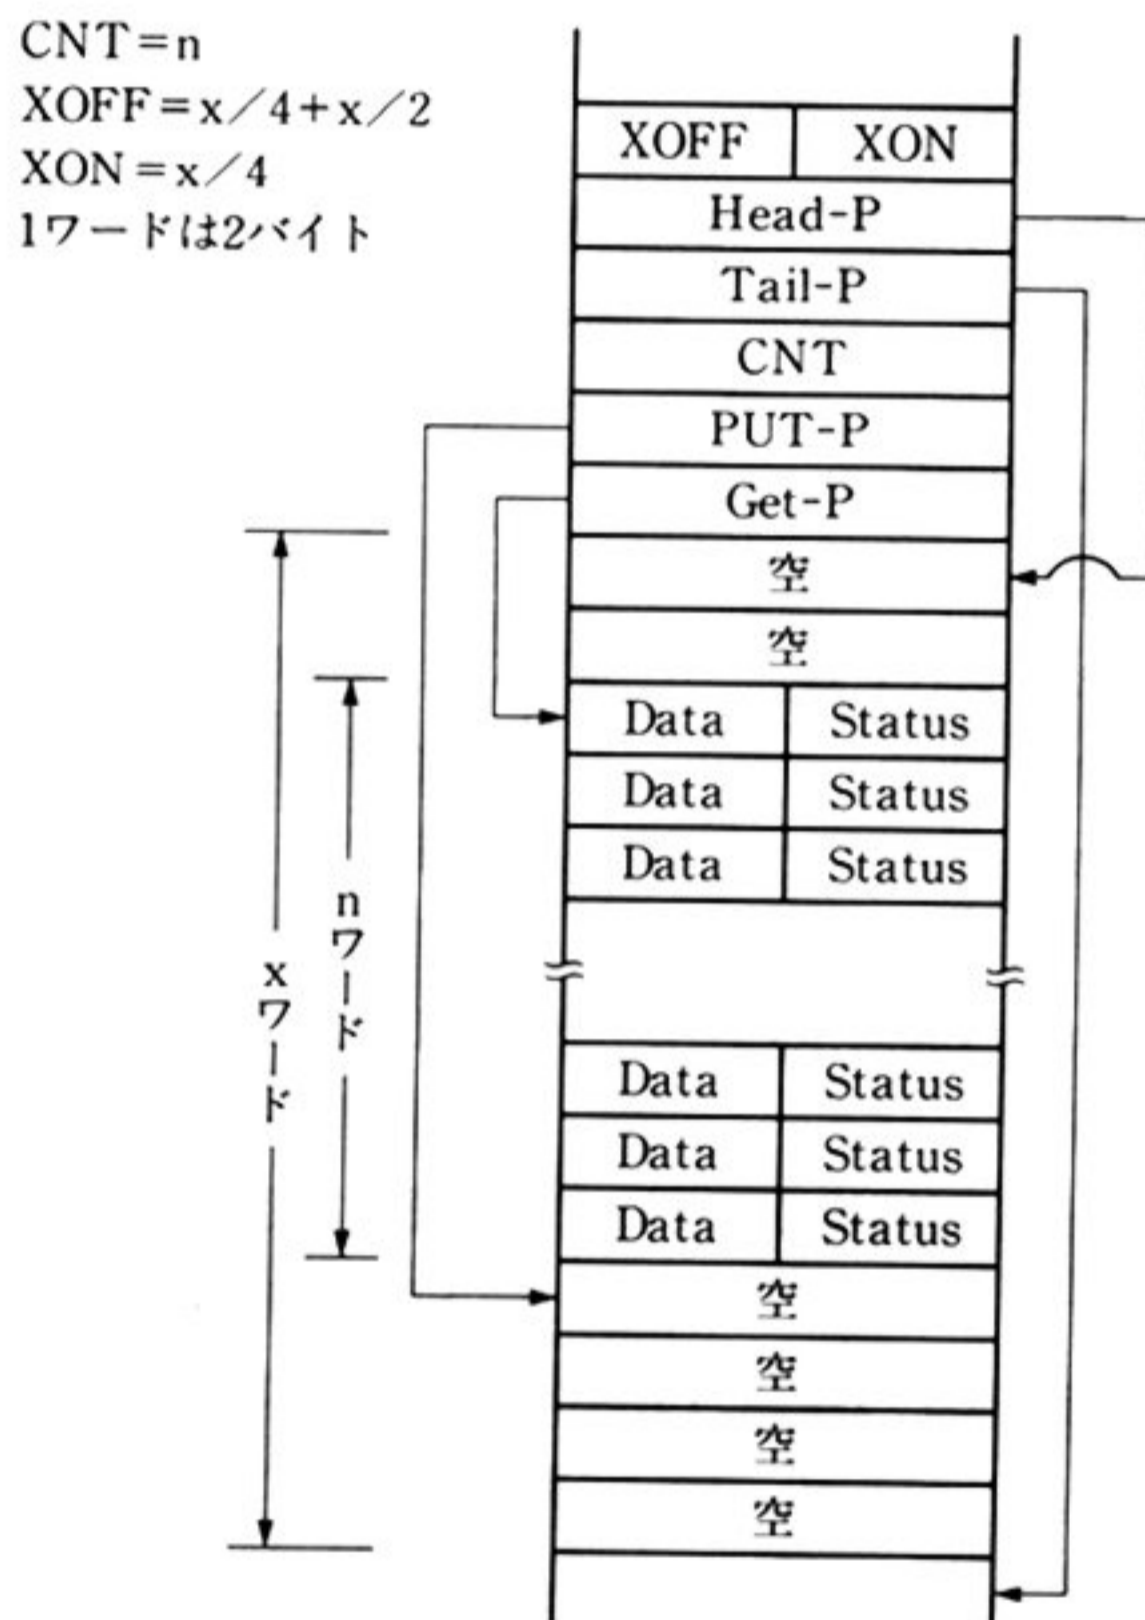 CNT=n
XOFF=x／4+x／2
XON=x／4
1ワードは2バイト
XOFF XON
Head-P
Tail-P
CNT
PUT-P
Get-P
空
空
Data Status
Data Status
Data Status
nワード
xワード
Data Status
Data Status
Data Status
空
空
空
空